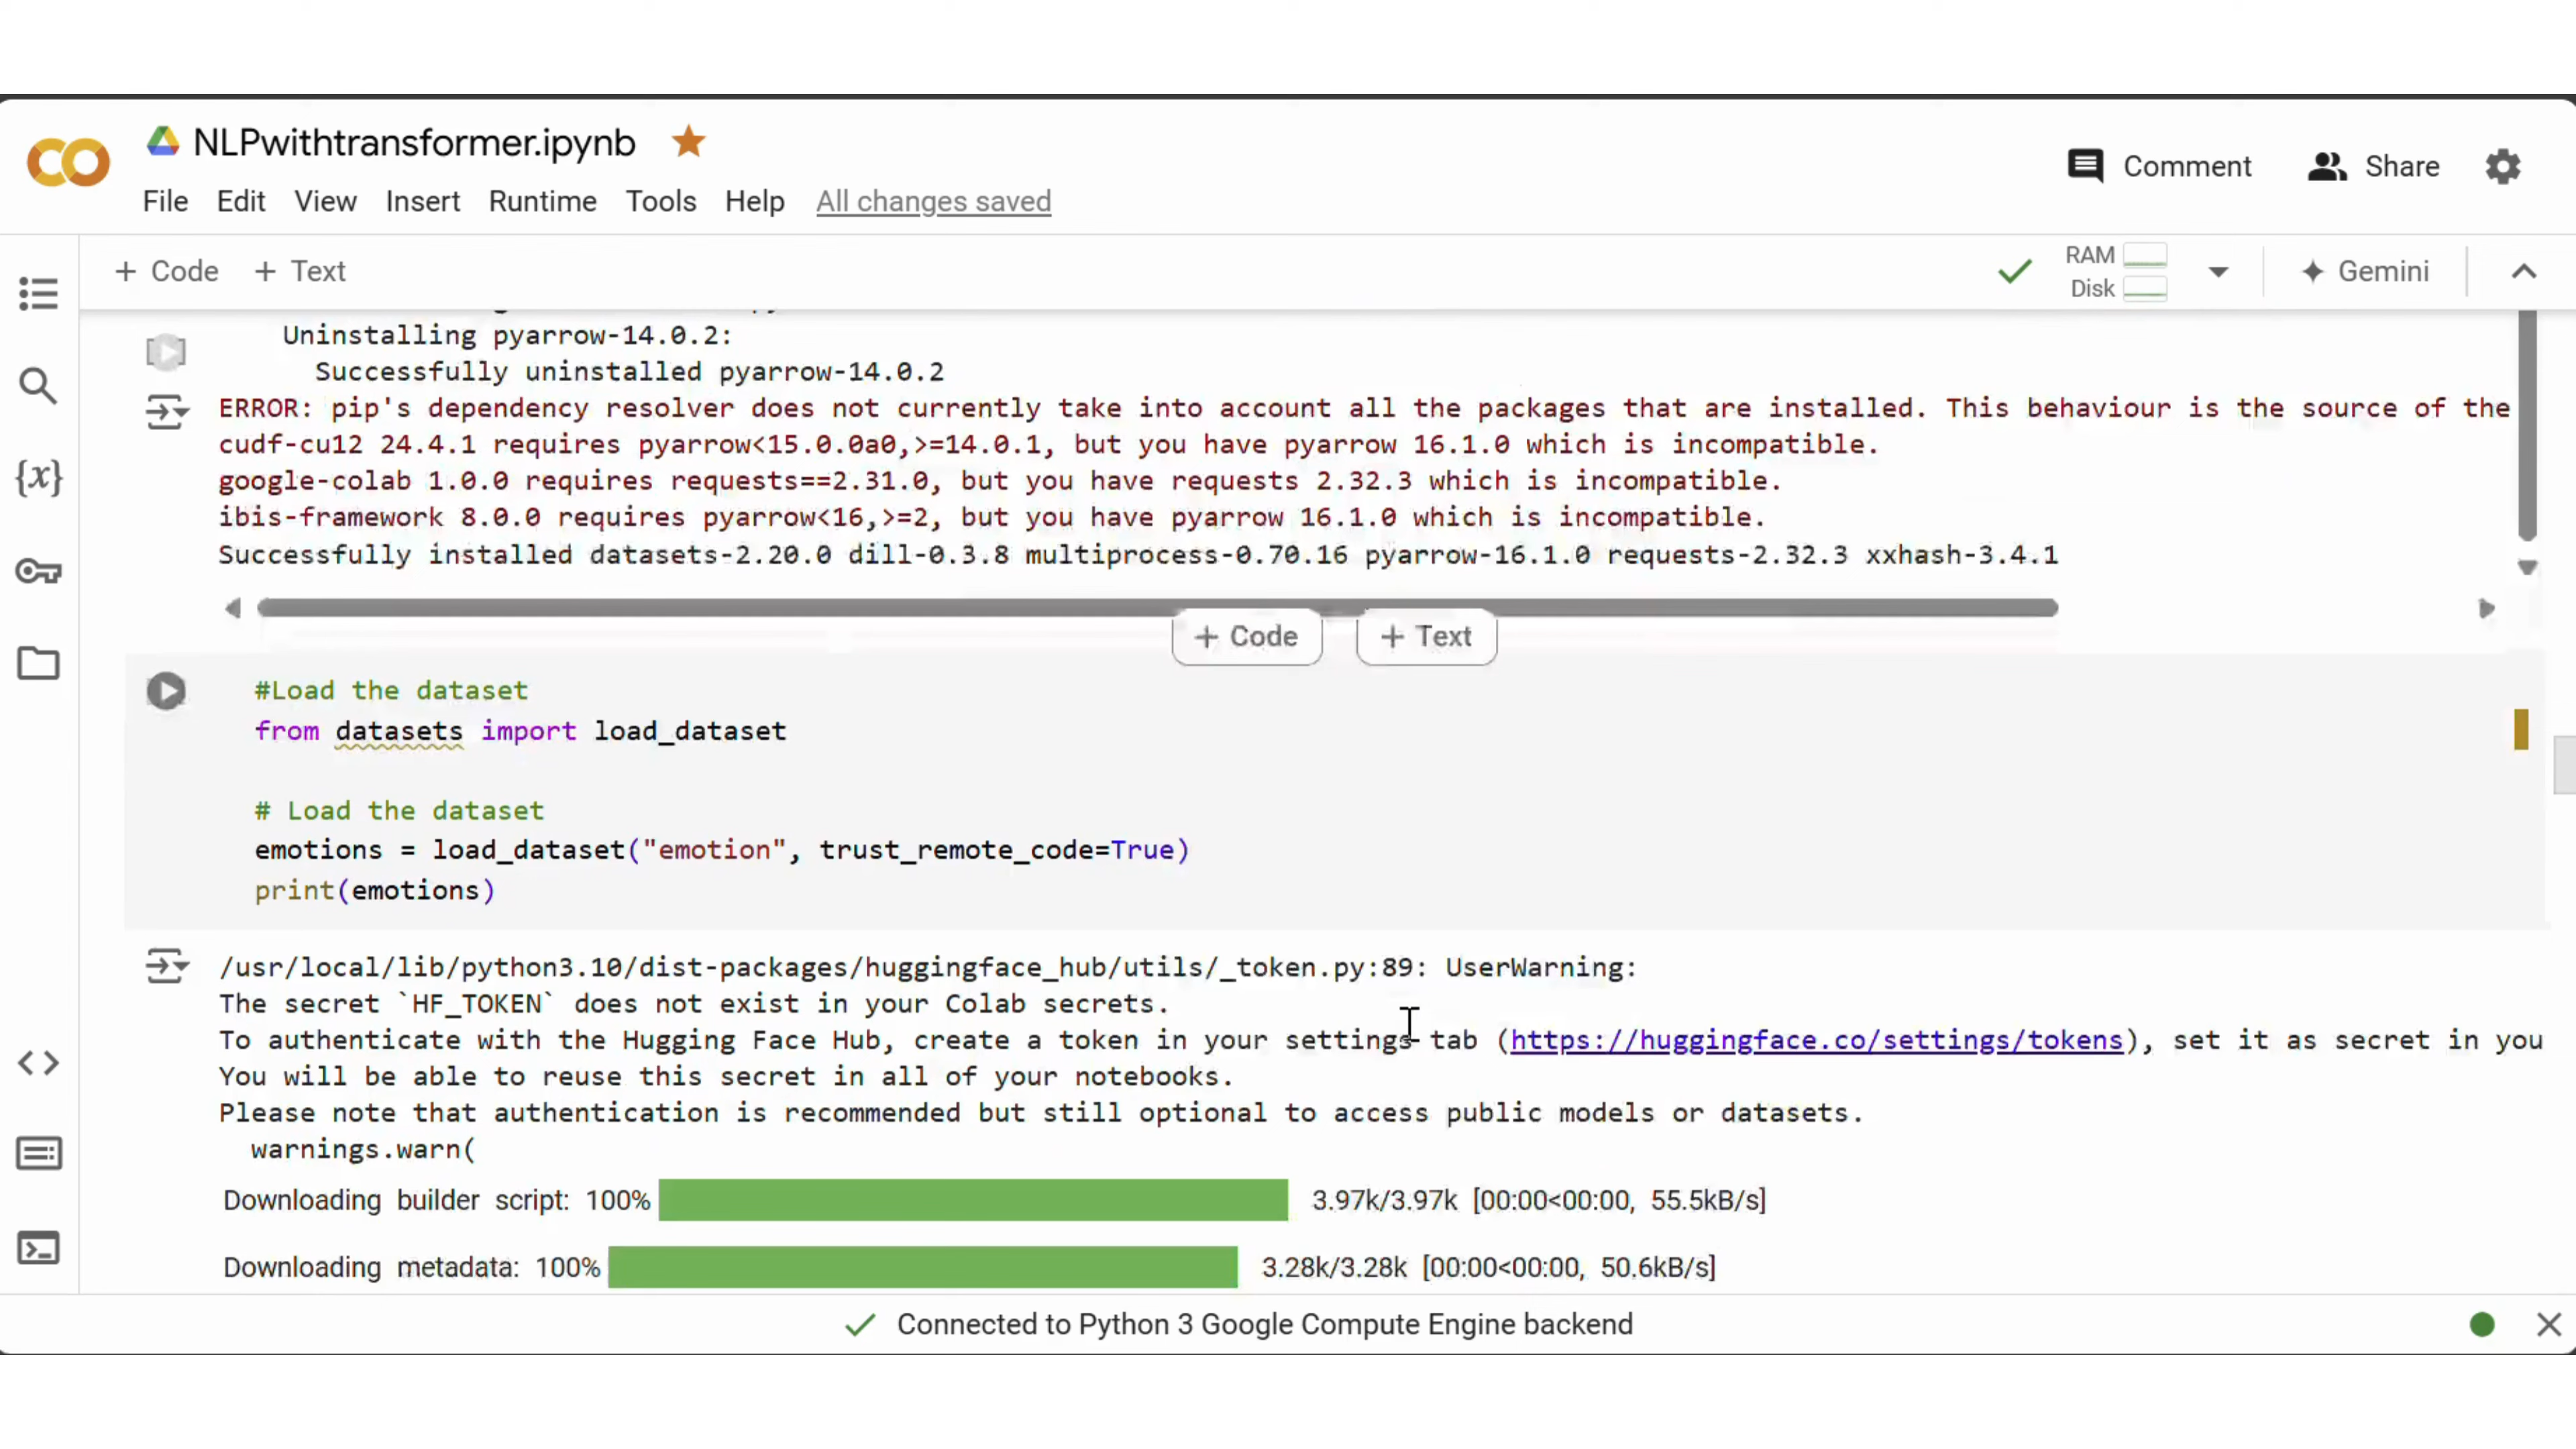 NLPwithtransformer.ipynb
Comment
Share
File Edit View Insert Runtime Tools Help All changes saved
+ Code + Text
RAM
Disk
Gemini
Uninstalling pyarrow-14.0.2:
Successfully uninstalled pyarrow-14.0.2
ERROR: pip's dependency resolver does not currently take into account all the packages that are installed. This behaviour is the source of the
cudf-cu12 24.4.1 requires pyarrow<15.0.0a0,>=14.0.1, but you have pyarrow 16.1.0 which is incompatible.
google-colab 1.0.0 requires requests==2.31.0, but you have requests 2.32.3 which is incompatible.
ibis-framework 8.0.0 requires pyarrow<16,>=2, but you have pyarrow 16.1.0 which is incompatible.
Successfully installed datasets-2.20.0 dill-0.3.8 multiprocess-0.70.16 pyarrow-16.1.0 requests-2.32.3 xxhash-3.4.1
+ Code + Text
#Load the dataset
from datasets import load_dataset
# Load the dataset
emotions = load_dataset("emotion", trust_remote_code=True)
print(emotions)
/usr/local/lib/python3.10/dist-packages/huggingface_hub/utils/_token.py:89: UserWarning:
The secret `HF_TOKEN` does not exist in your Colab secrets.
To authenticate with the Hugging Face Hub, create a token in your settings tab (https://huggingface.co/settings/tokens), set it as secret in you
You will be able to reuse this secret in all of your notebooks.
Please note that authentication is recommended but still optional to access public models or datasets.
warnings.warn(
Downloading builder script: 100% 3.97k/3.97k [00:00<00:00, 55.5kB/s]
Downloading metadata: 100% 3.28k/3.28k [00:00<00:00, 50.6kB/s]
Connected to Python 3 Google Compute Engine backend